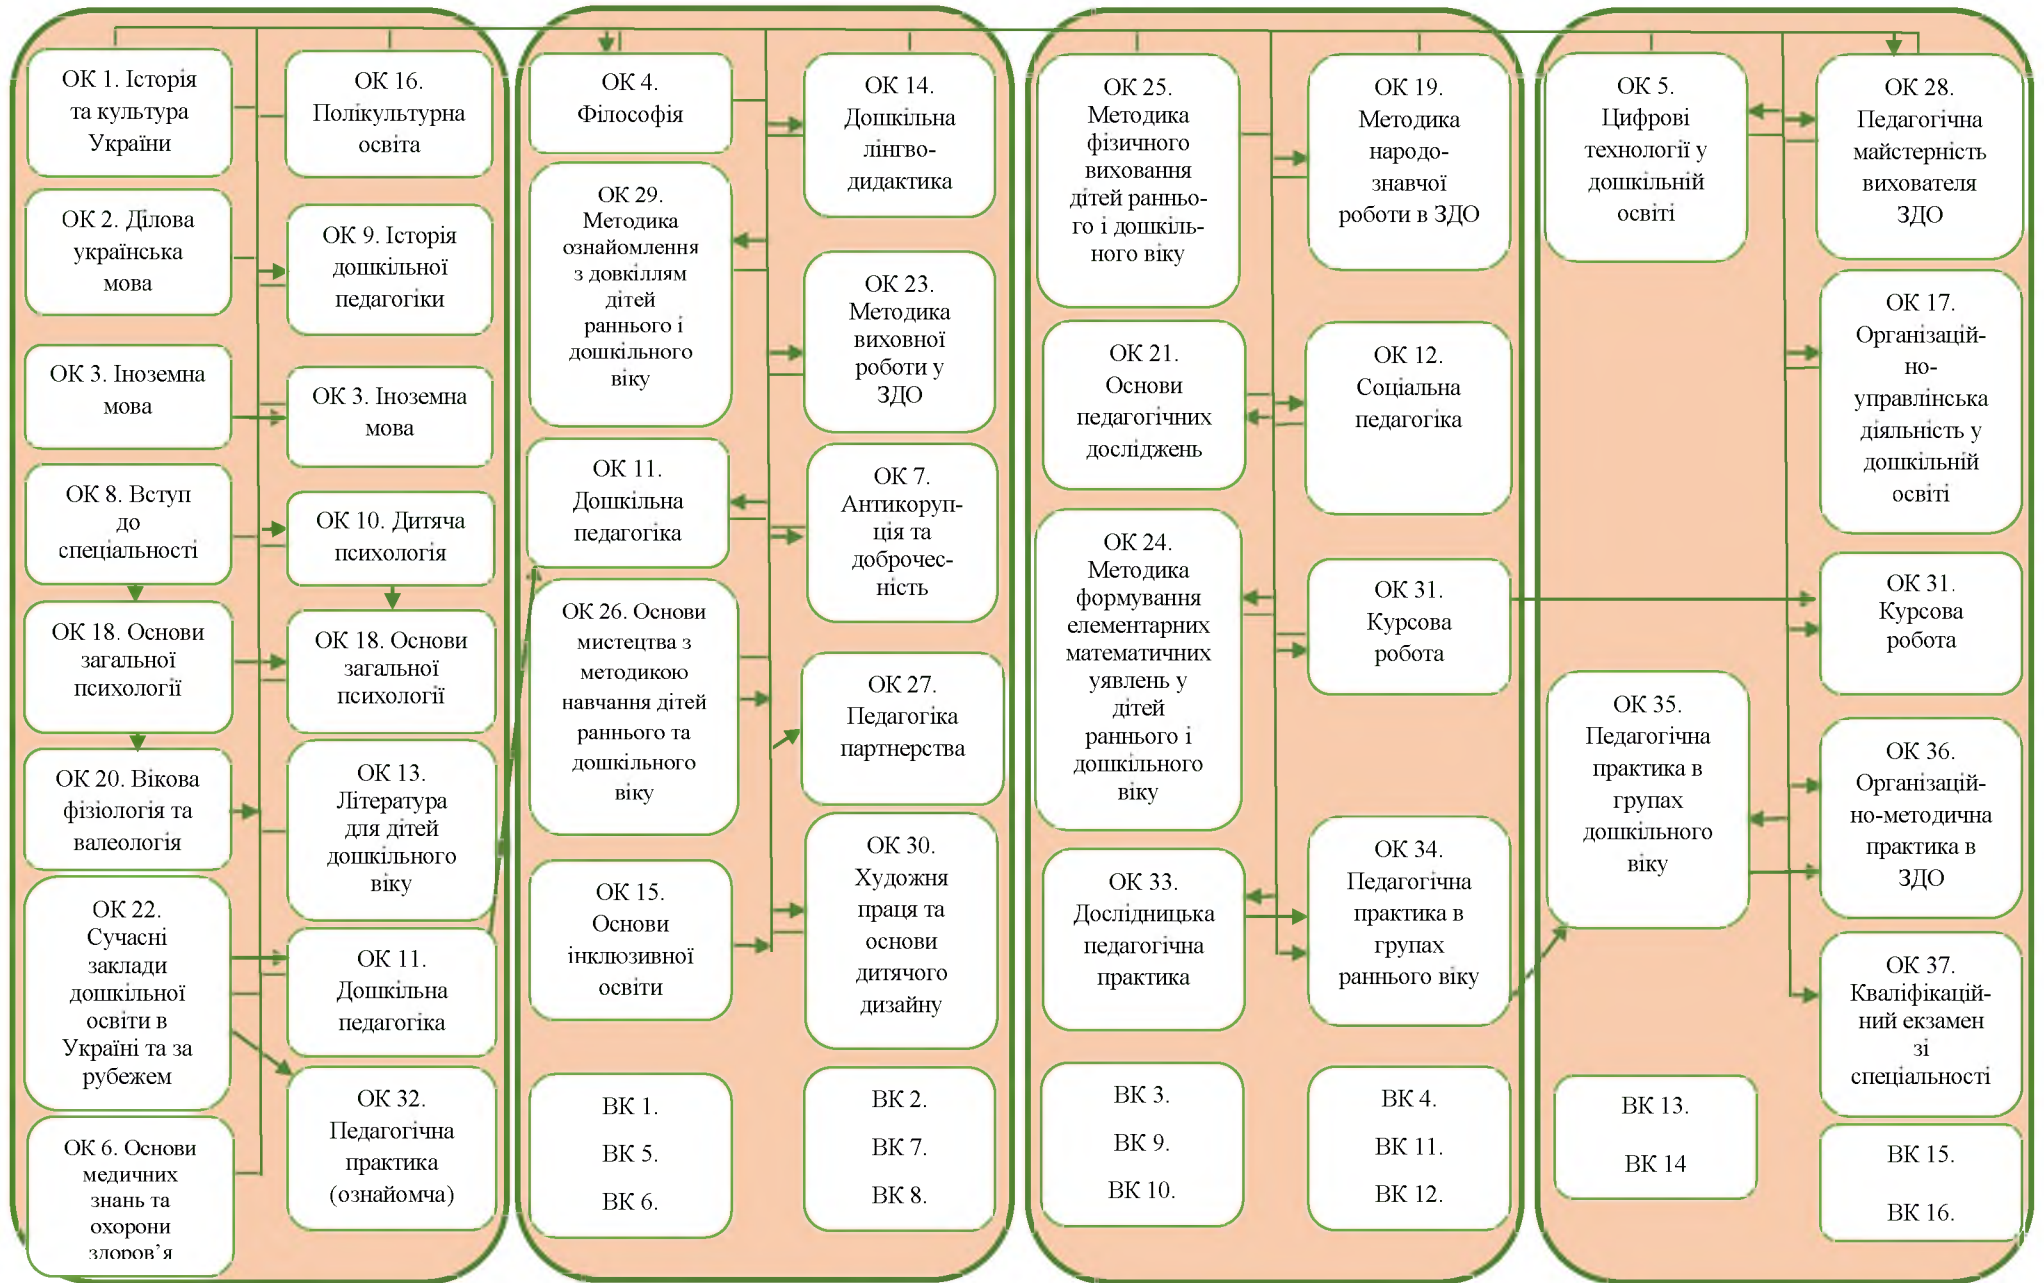 ОК 1. Історія
та культура
України
ОК 2. Ділова
українська
мова
ОК 3. Іноземна
мова
ОК 8. Вступ
до
спеціальності
ОК 18. Основи
загальної
психології
ОК 20. Вікова
фізіологія та
валеологія
ОК 22.
Сучасні
заклади
дошкільної
освіти в
Україні та за
рубежем
ОК 6. Основи
медичних
знань та
охорони
здоров’я
ОК 16.
Полікультурна
освіта
ОК 9. Історія
дошкільної
педагогіки
ОК 3. Іноземна
мова
ОК 10. Дитяча
психологія
ОК 18. Основи
загальної
психології
ОК 13.
Література
для дітей
дошкільного
віку
ОК 11.
Дошкільна
педагогіка
ОК 32.
Педагогічна
практика
(ознайомча)
ОК 4.
Філософія
ОК 29.
Методика
ознайомлення
з довкіллям
дітей
раннього і
дошкільного
віку
ОК 11.
Дошкільна
педагогіка
ОК 26. Основи
мистецтва з
методикою
навчання дітей
раннього та
дошкільного
віку
ОК 15.
Основи
інклюзивної
освіти
ВК 1.
ВК 5.
ВК 6.
ОК 14.
Дошкільна
лінгво-
дидактика
ОК 23.
Методика
виховної
роботи у
ЗДО
ОК 7.
Антикоруп-
ція та
доброчес-
ність
ОК 27.
Педагогіка
партнерства
ОК 30.
Художня
праця та
основи
дитячого
дизайну
ВК 2.
ВК 7.
ВК 8.
ОК 25.
Методика
фізичного
виховання
дітей ранньо-
го і дошкіль-
ного віку
ОК 21.
Основи
педагогічних
досліджень
ОК 24.
Методика
формування
елементарних
математичних
уявлень у
дітей
раннього і
дошкільного
віку
ОК 33.
Дослідницька
педагогічна
практика
ВК 3.
ВК 9.
ВК 10.
ОК 19.
Методика
народо-
знавчої
роботи в ЗДО
ОК 12.
Соціальна
педагогіка
ОК 31.
Курсова
робота
ОК 34.
Педагогічна
практика в
групах
раннього віку
ВК 4.
ВК 11.
ВК 12.
ОК 5.
Цифрові
технології у
дошкільній
освіті
ОК 35.
Педагогічна
практика в
групах
дошкільного
віку
ВК 13.
ВК 14
ОК 28.
Педагогічна
майстерність
вихователя
ЗДО
ОК 17.
Організацій-
но-
управлінська
діяльність у
дошкільній
освіті
ОК 31.
Курсова
робота
ОК 36.
Організацій-
но-методична
практика в
ЗДО
ОК 37.
Кваліфікацій-
ний екзамен
зі
спеціальності
ВК 15.
ВК 16.